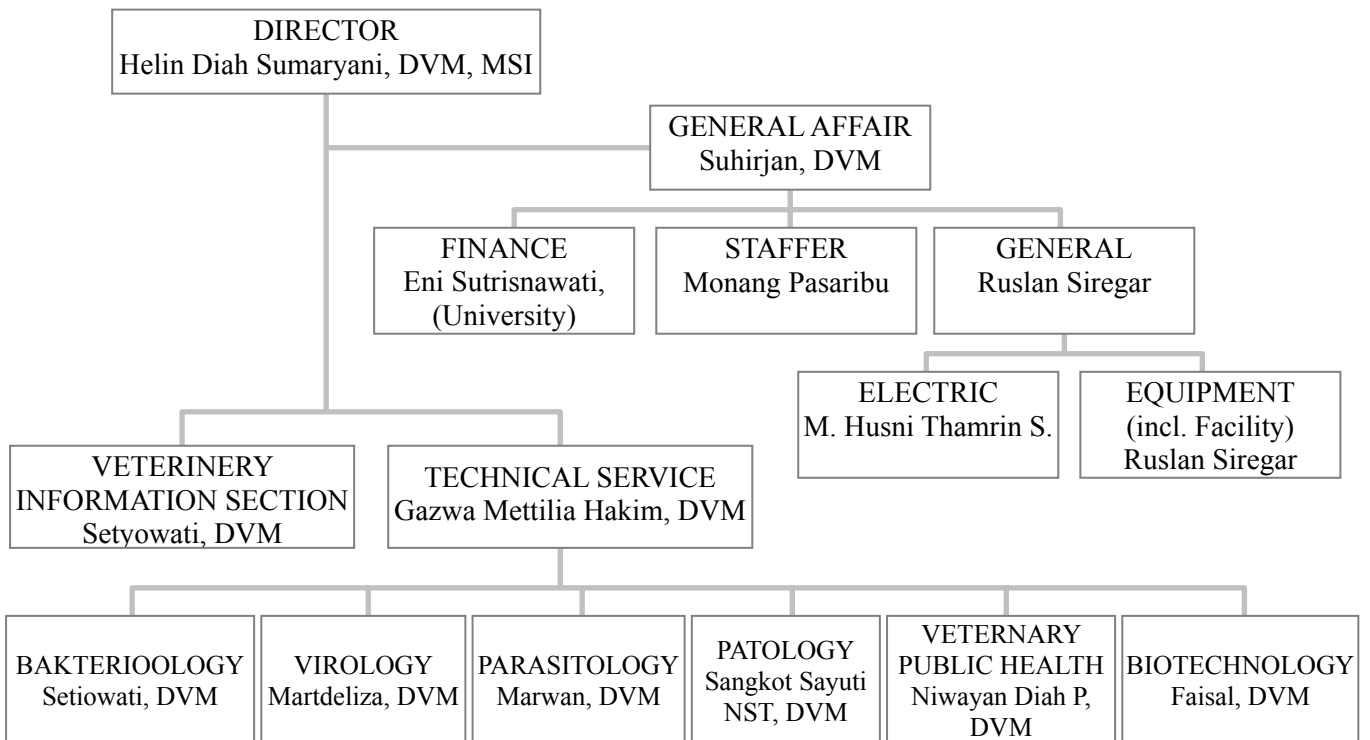 DIRECTOR
Helin Diah Sumaryani, DVM, MSI
GENERAL AFFAIR
Suhirjan, DVM
FINANCE
Eni Sutrisnawati,
(University)
STAFFER
Monang Pasaribu
GENERAL
Ruslan Siregar
ELECTRIC
M. Husni Thamrin S.
EQUIPMENT
(incl. Facility)
Ruslan Siregar
VETERINERY
INFORMATION SECTION
Setyowati, DVM
TECHNICAL SERVICE
Gazwa Mettilia Hakim, DVM
BAKTERIOOLOGY
Setiowati, DVM
VIROLOGY
Martdeliza, DVM
PARASITOLOGY
Marwan, DVM
PATOLOGY
Sangkot Sayuti
NST, DVM
VETERNARY
PUBLIC HEALTH
Niwayan Diah P,
DVM
BIOTECHNOLOGY
Faisal, DVM